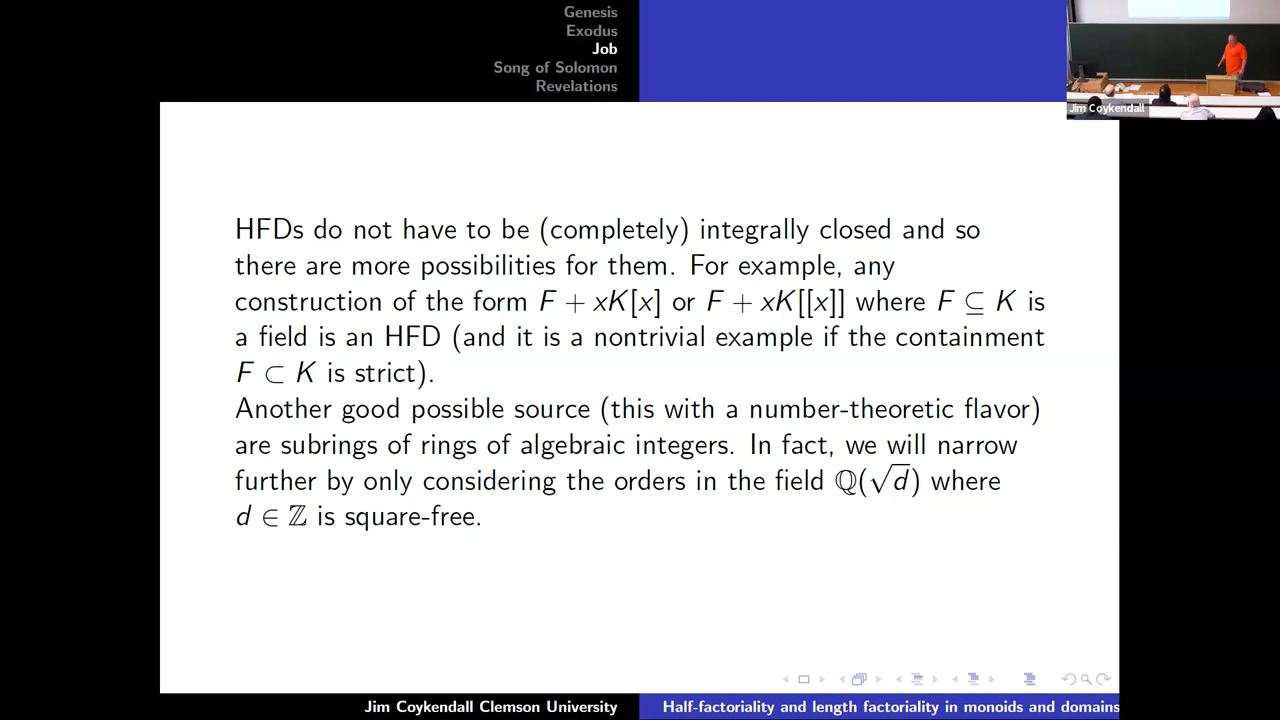 Genesis
Exodus
Job
Song of Solomon
Revelations
Jim Coykendall
HFDs do not have to be (completely) integrally closed and so
there are more possibilities for them. For example, any
construction of the form F + xK[x] or F + xK[[x]] where F ⊆ K is
a field is an HFD (and it is a nontrivial example if the containment
F ⊂ K is strict).
Another good possible source (this with a number-theoretic flavor)
are subrings of rings of algebraic integers. In fact, we will narrow
further by only considering the orders in the field ℚ(√d) where
d ∈ ℤ is square-free.
Jim Coykendall Clemson University
Half-factoriality and length factoriality in monoids and domains